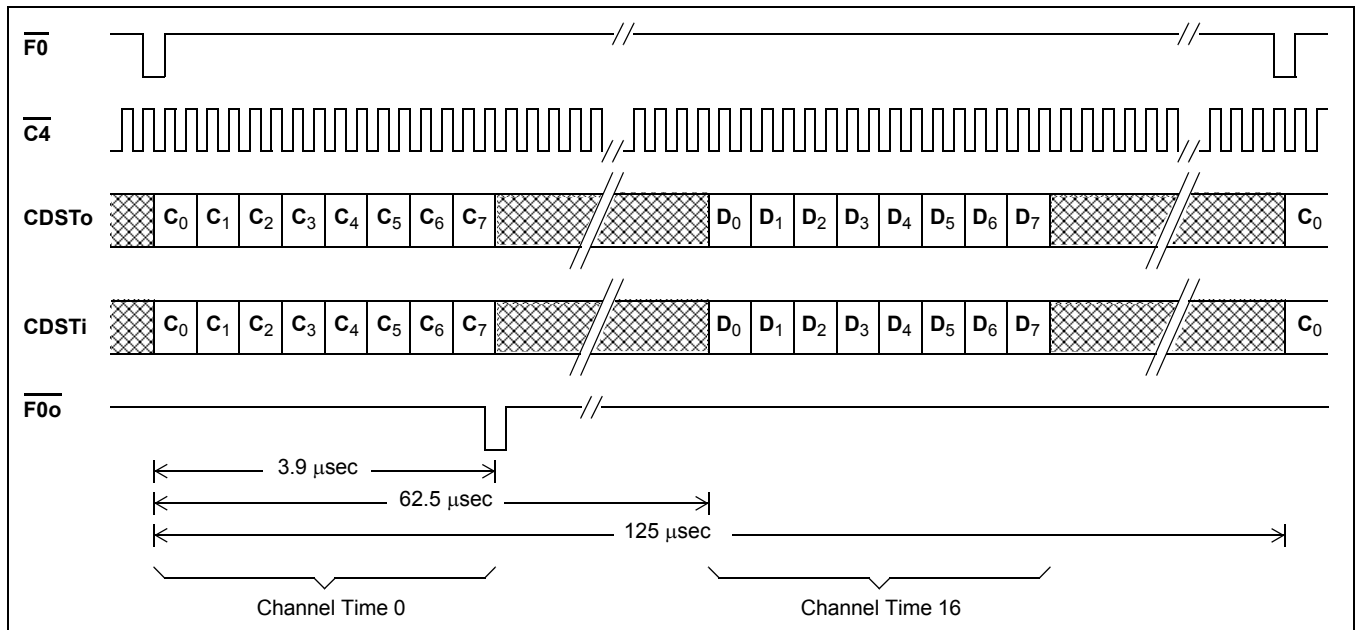 F0
C4
CDSTo C0 C1 C2 C3 C4 C5 C6 C7 D0 D1 D2 D3 D4 D5 D6 D7 C0
CDSTi C0 C1 C2 C3 C4 C5 C6 C7 D0 D1 D2 D3 D4 D5 D6 D7 C0
F0o
3.9 μsec
62.5 μsec
125 μsec
Channel Time 0 Channel Time 16